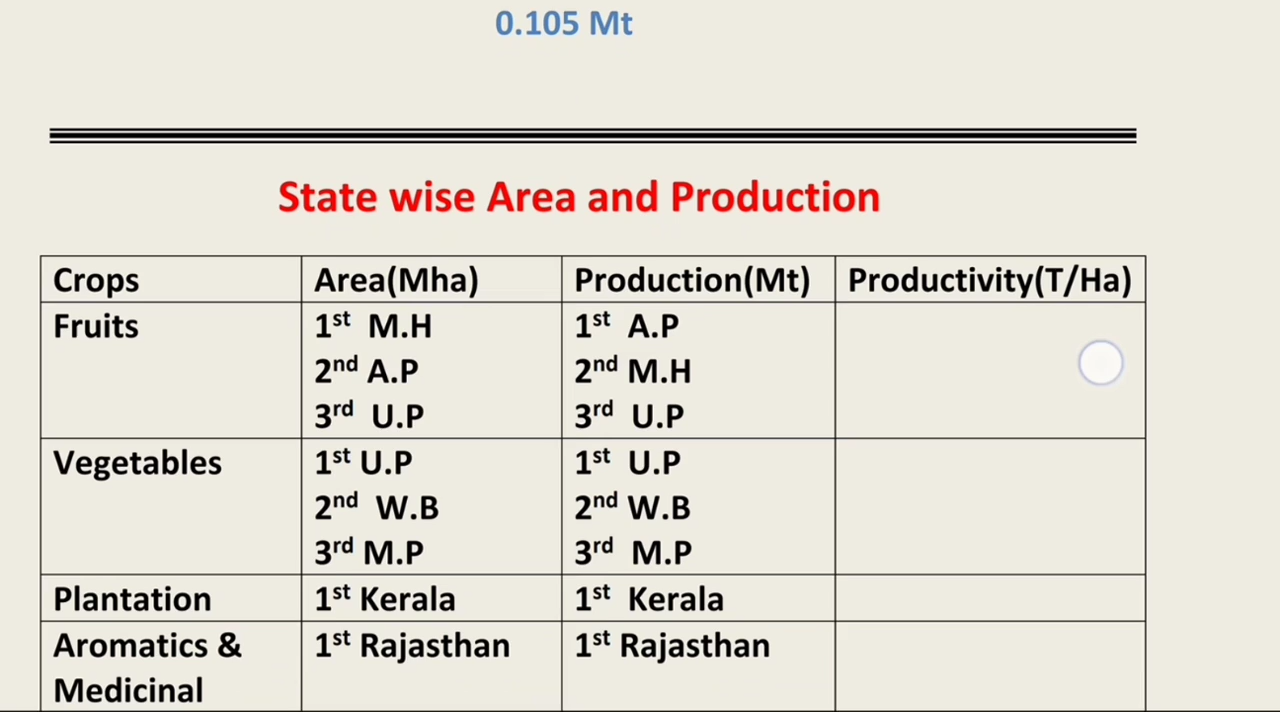 0.105 Mt
State wise Area and Production
Crops Area(Mha) Production(Mt) Productivity(T/Ha)
Fruits 1st M.H 1st A.P
2nd A.P 2nd M.H
3rd U.P 3rd U.P
Vegetables 1st U.P 1st U.P
2nd W.B 2nd W.B
3rd M.P 3rd M.P
Plantation 1st Kerala 1st Kerala
Aromatics & 1st Rajasthan 1st Rajasthan
Medicinal